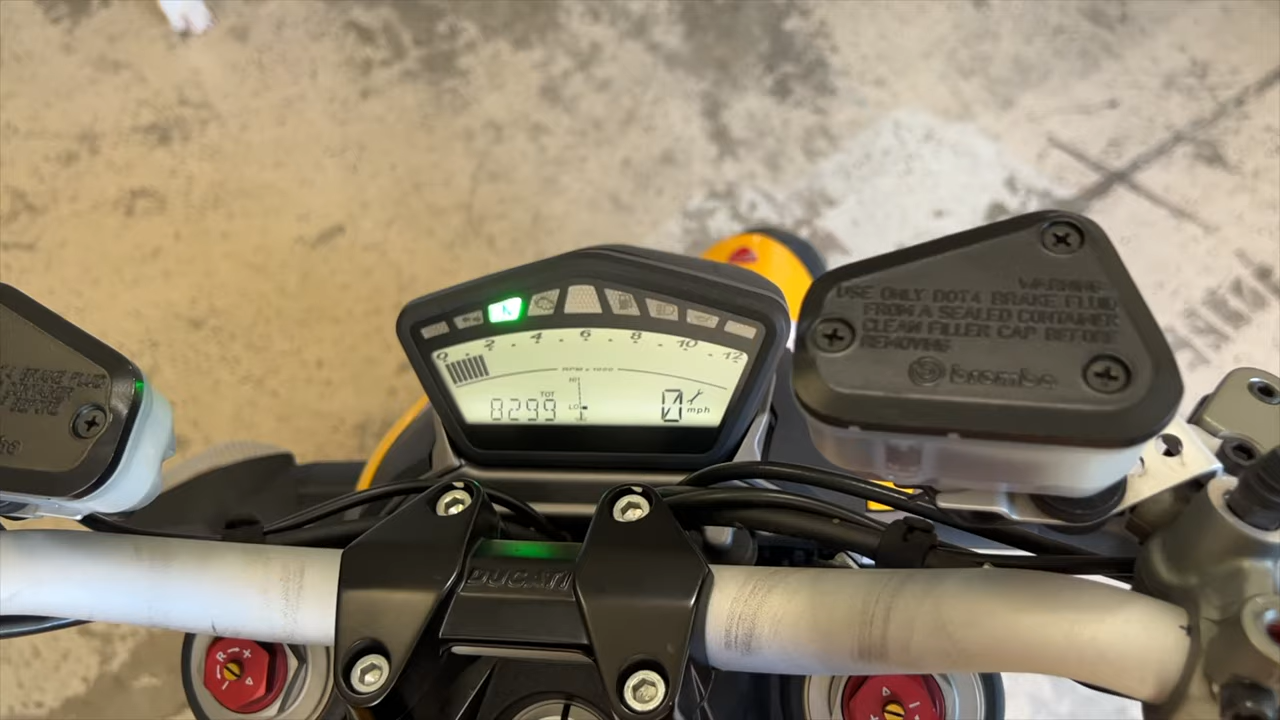 N
0 2 4 6 8 10 12
RPM x 1000
HI
TOT
8299
LO
0
mph
WARNING
USE ONLY DOT4 BRAKE FLUID
FROM A SEALED CONTAINER
CLEAN FILLER CAP BEFORE
REMOVING
brembo
DUCATI
- R +